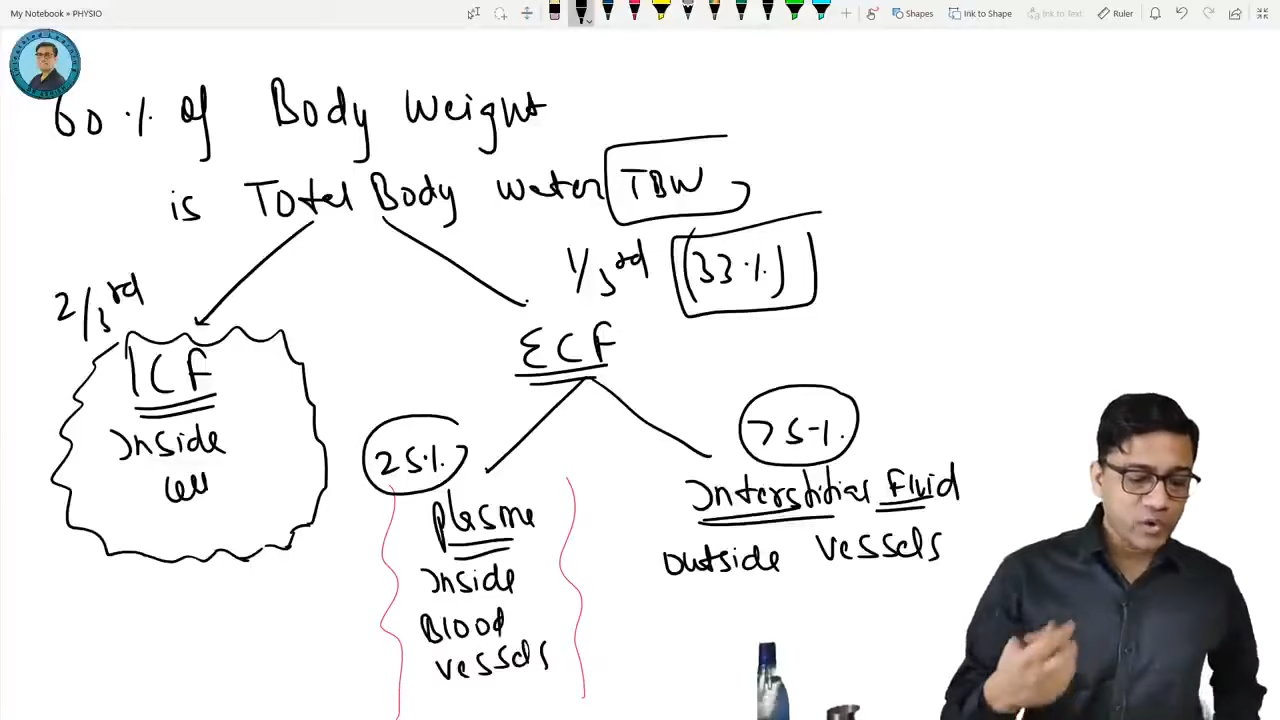 My Notebook » PHYSIO
Shapes
Ink to Shape
Ink to Text
Ruler
60 % of Body Weight
is Total Body water TBW
1/3rd (33%)
2/3rd
ICF
Inside
cell
ECF
25%
75%
plasma
Inside
Blood
vessels
Interstitial Fluid
outside vessels